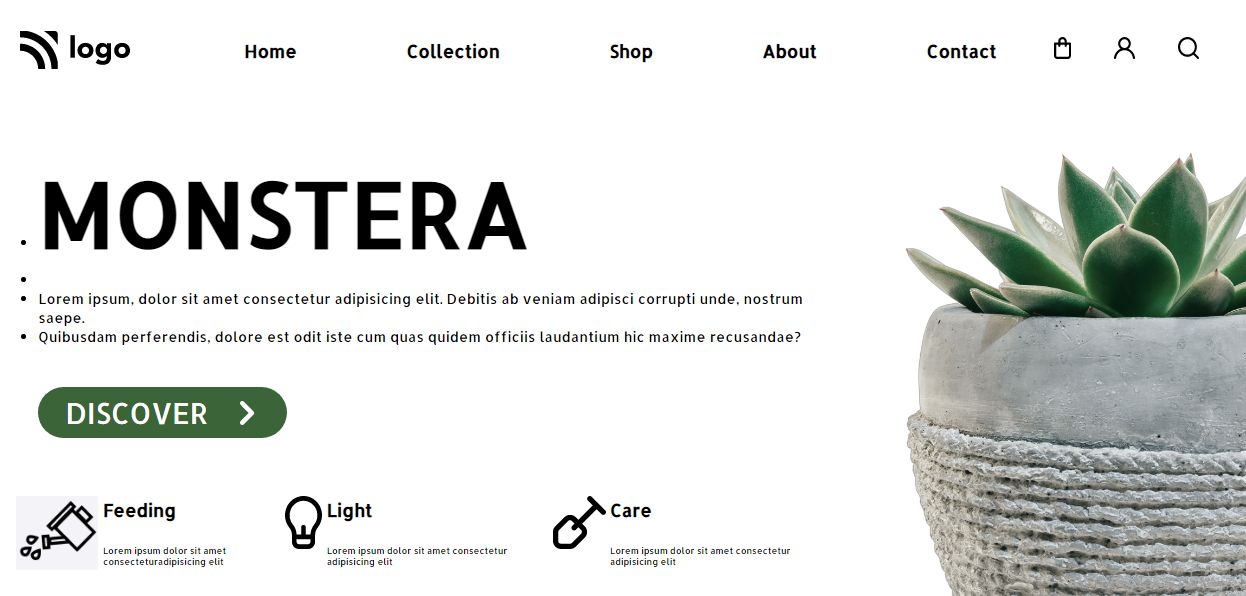 logo
Home Collection Shop About Contact
MONSTERA
Lorem ipsum, dolor sit amet consectetur adipisicing elit. Debitis ab veniam adipisci corrupti unde, nostrum
saepe.
Quibusdam perferendis, dolore est odit iste cum quas quidem officiis laudantium hic maxime recusandae?
DISCOVER
Feeding
Lorem ipsum dolor sit amet
consecteturadipisicing elit
Light
Lorem ipsum dolor sit amet consectetur
adipisicing elit
Care
Lorem ipsum dolor sit amet consectetur
adipisicing elit